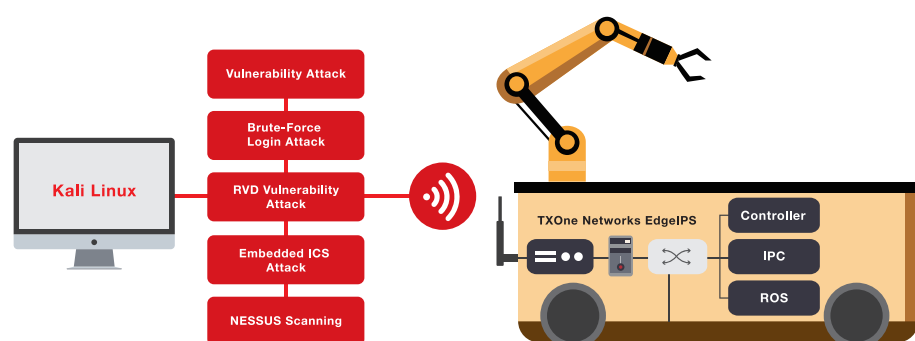 Kali Linux
Vulnerability Attack
Brute-Force
Login Attack
RVD Vulnerability
Attack
Embedded ICS
Attack
NESSUS Scanning
TXOne Networks EdgeIPS
Controller
IPC
ROS